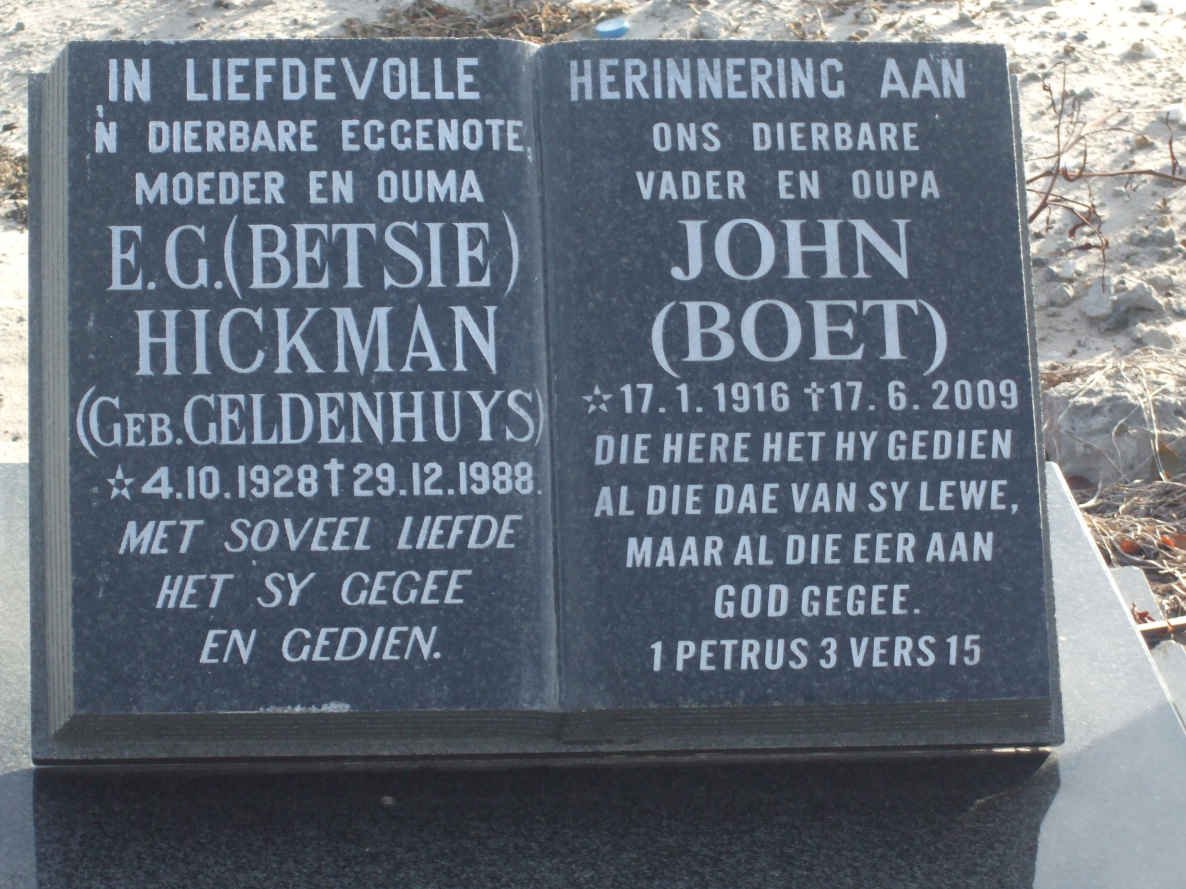 IN LIEFDEVOLLE HERINNERING AAN
'N DIERBARE EGGENOTE,
MOEDER EN OUMA
E.G.(BETSIE)
HICKMAN
(GEB.GELDENHUYS)
☆4.10.1928✝29.12.1988.
MET SOVEEL LIEFDE
HET SY GEGEE
EN GEDIEN.
ONS DIERBARE
VADER EN OUPA
JOHN
(BOET)
☆17.1.1916 ✝17.6.2009
DIE HERE HET HY GEDIEN
AL DIE DAE VAN SY LEWE,
MAAR AL DIE EER AAN
GOD GEGEE.
1 PETRUS 3 VERS 15